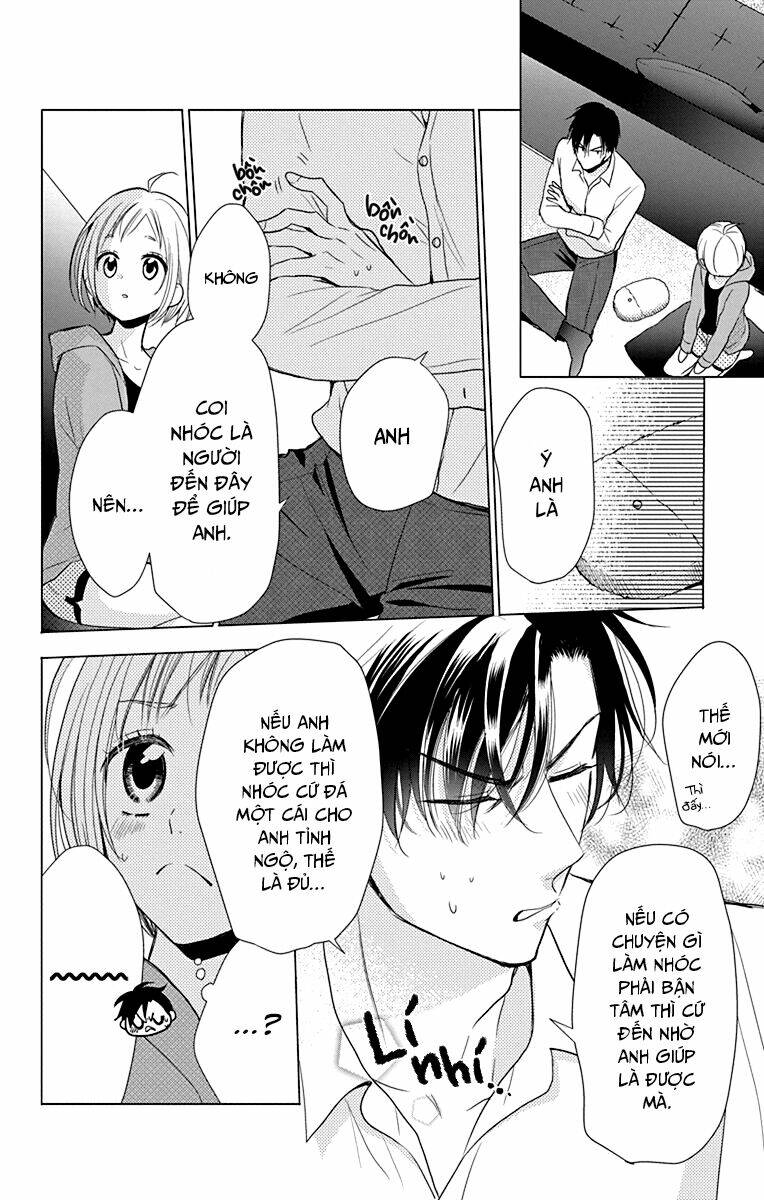 Ý
ANH
LÀ
ANH
KHÔNG
COI
NHÓC LÀ
NGƯỜI
ĐẾN ĐÂY
ĐỂ GIÚP
ANH.
NÊN...
bồn
chồn
bồn
chồn
THẾ
MỚI
NÓI...
Thì
đấy...
NẾU CÓ
CHUYỆN GÌ
LÀM NHÓC
PHẢI BẬN
TÂM THÌ CỨ
ĐẾN NHỜ
ANH GIÚP
LÀ ĐƯỢC
MÀ.
Lí
nhí...
NẾU ANH
KHÔNG LÀM
ĐƯỢC THÌ
NHÓC CỨ ĐÁ
MỘT CÁI CHO
ANH TỈNH
NGỘ, THẾ
LÀ ĐỦ...
...?